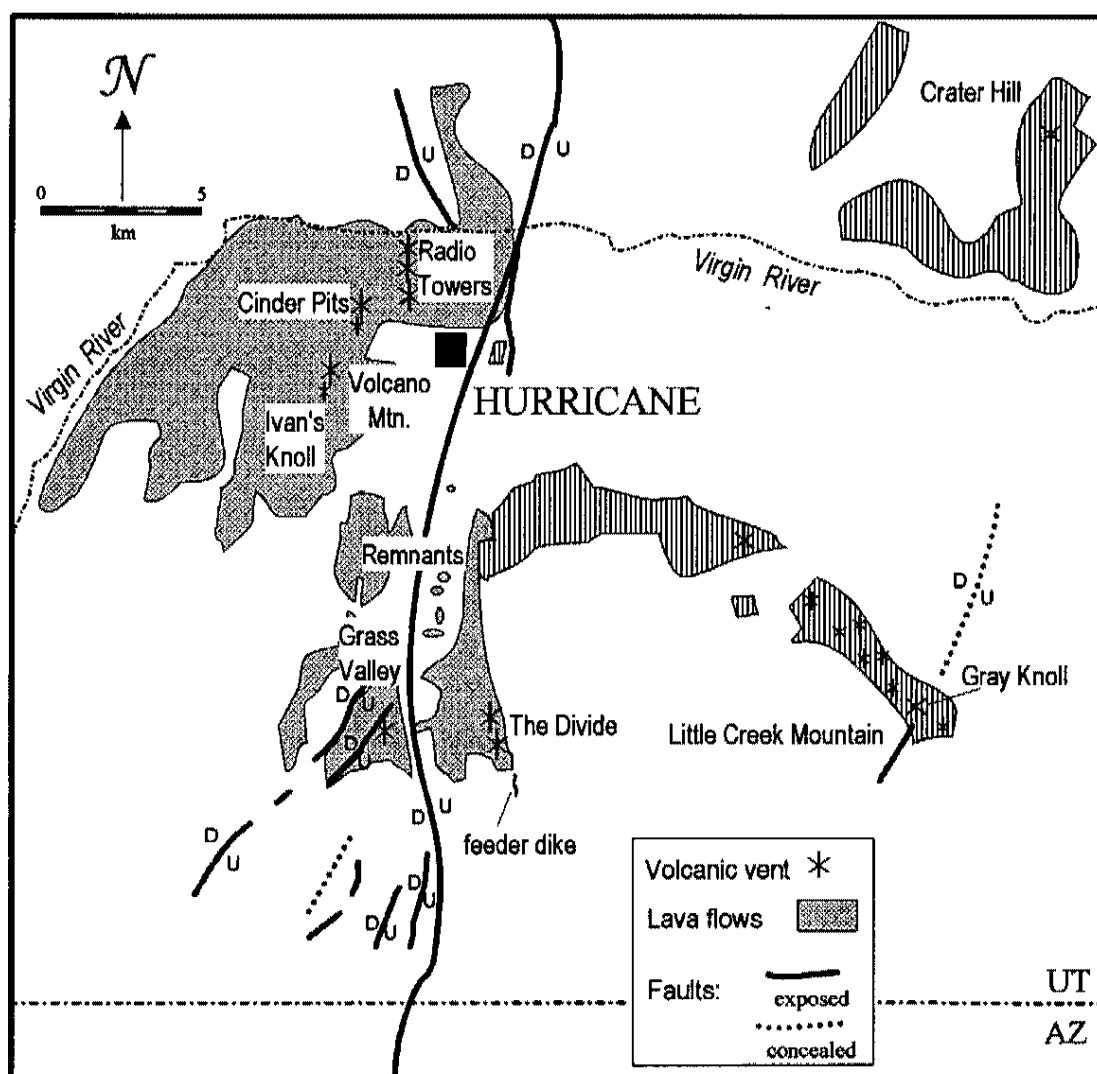 N
0 5
km
Crater Hill
D U
D U
Radio
Towers
Virgin River
Cinder Pits
Virgin River
Volcano
Mtn.
HURRICANE
Ivan's
Knoll
Remnants
D
U
Grass
Valley
Gray Knoll
D
U
The Divide
Little Creek Mountain
D
U
D
U
feeder dike
D
U
D
U
D
U
Volcanic vent
Lava flows
Faults:
exposed
concealed
UT
AZ